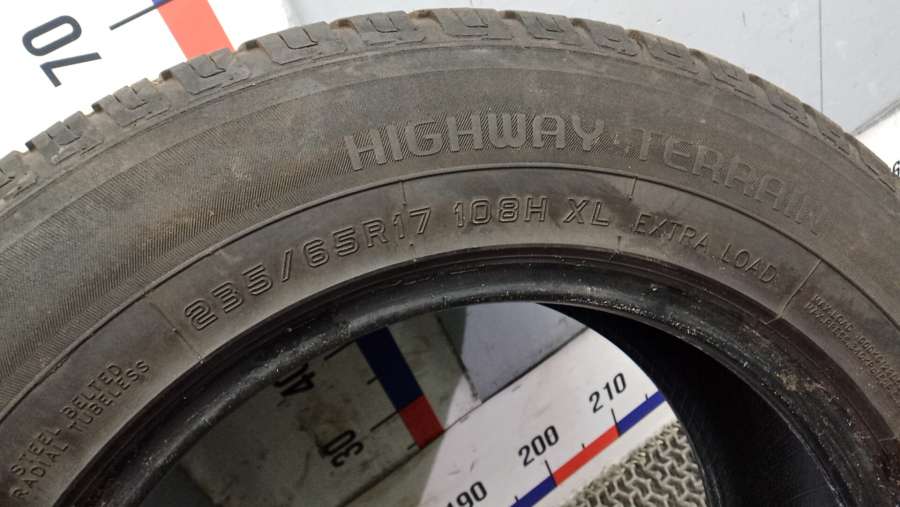 70
HIGHWAY-TERRAIN
235/65R17 108H XL EXTRA LOAD
STEEL BELTED
RADIAL TUBELESS
40
30
190
200
210